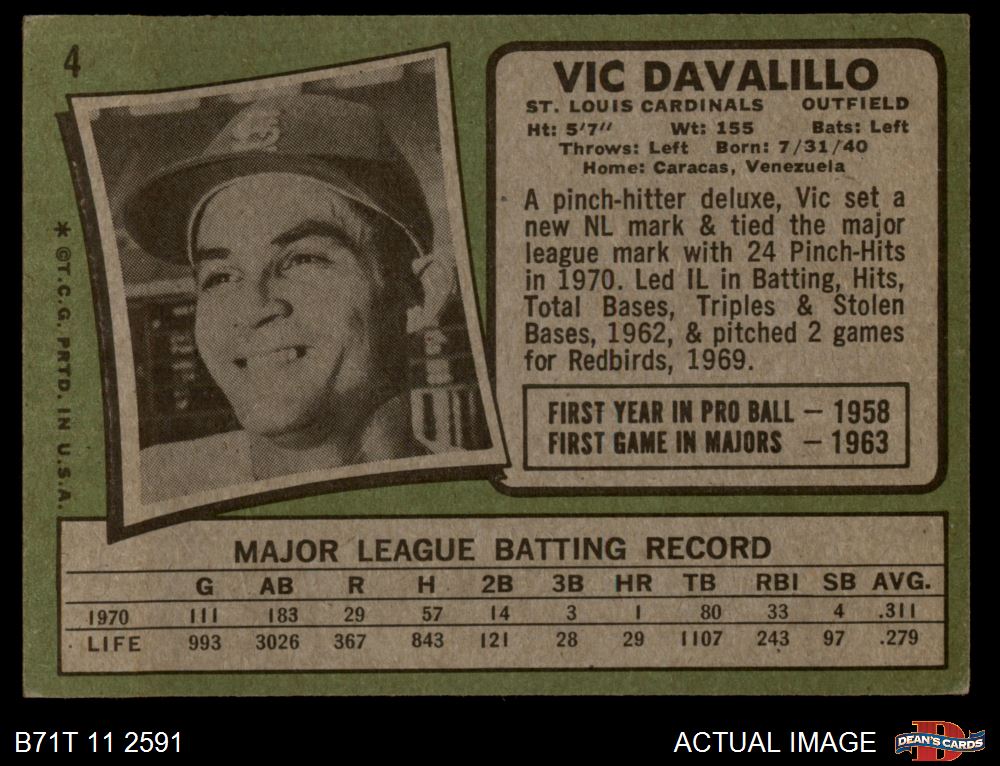 4
VIC DAVALILLO
ST. LOUIS CARDINALS OUTFIELD
Ht: 5'7" Wt: 155 Bats: Left
Throws: Left Born: 7/31/40
Home: Caracas, Venezuela
A pinch-hitter deluxe, Vic set a
new NL mark & tied the major
league mark with 24 Pinch-Hits
in 1970. Led IL in Batting, Hits,
Total Bases, Triples & Stolen
Bases, 1962, & pitched 2 games
for Redbirds, 1969.
FIRST YEAR IN PRO BALL – 1958
FIRST GAME IN MAJORS – 1963
* ©T.C.G. PRTD. IN U.S.A.
MAJOR LEAGUE BATTING RECORD
G AB R H 2B 3B HR TB RBI SB AVG.
1970 111 183 29 57 14 3 1 80 33 4 .311
LIFE 993 3026 367 843 121 28 29 1107 243 97 .279
B71T 11 2591
ACTUAL IMAGE
DEAN'S CARDS